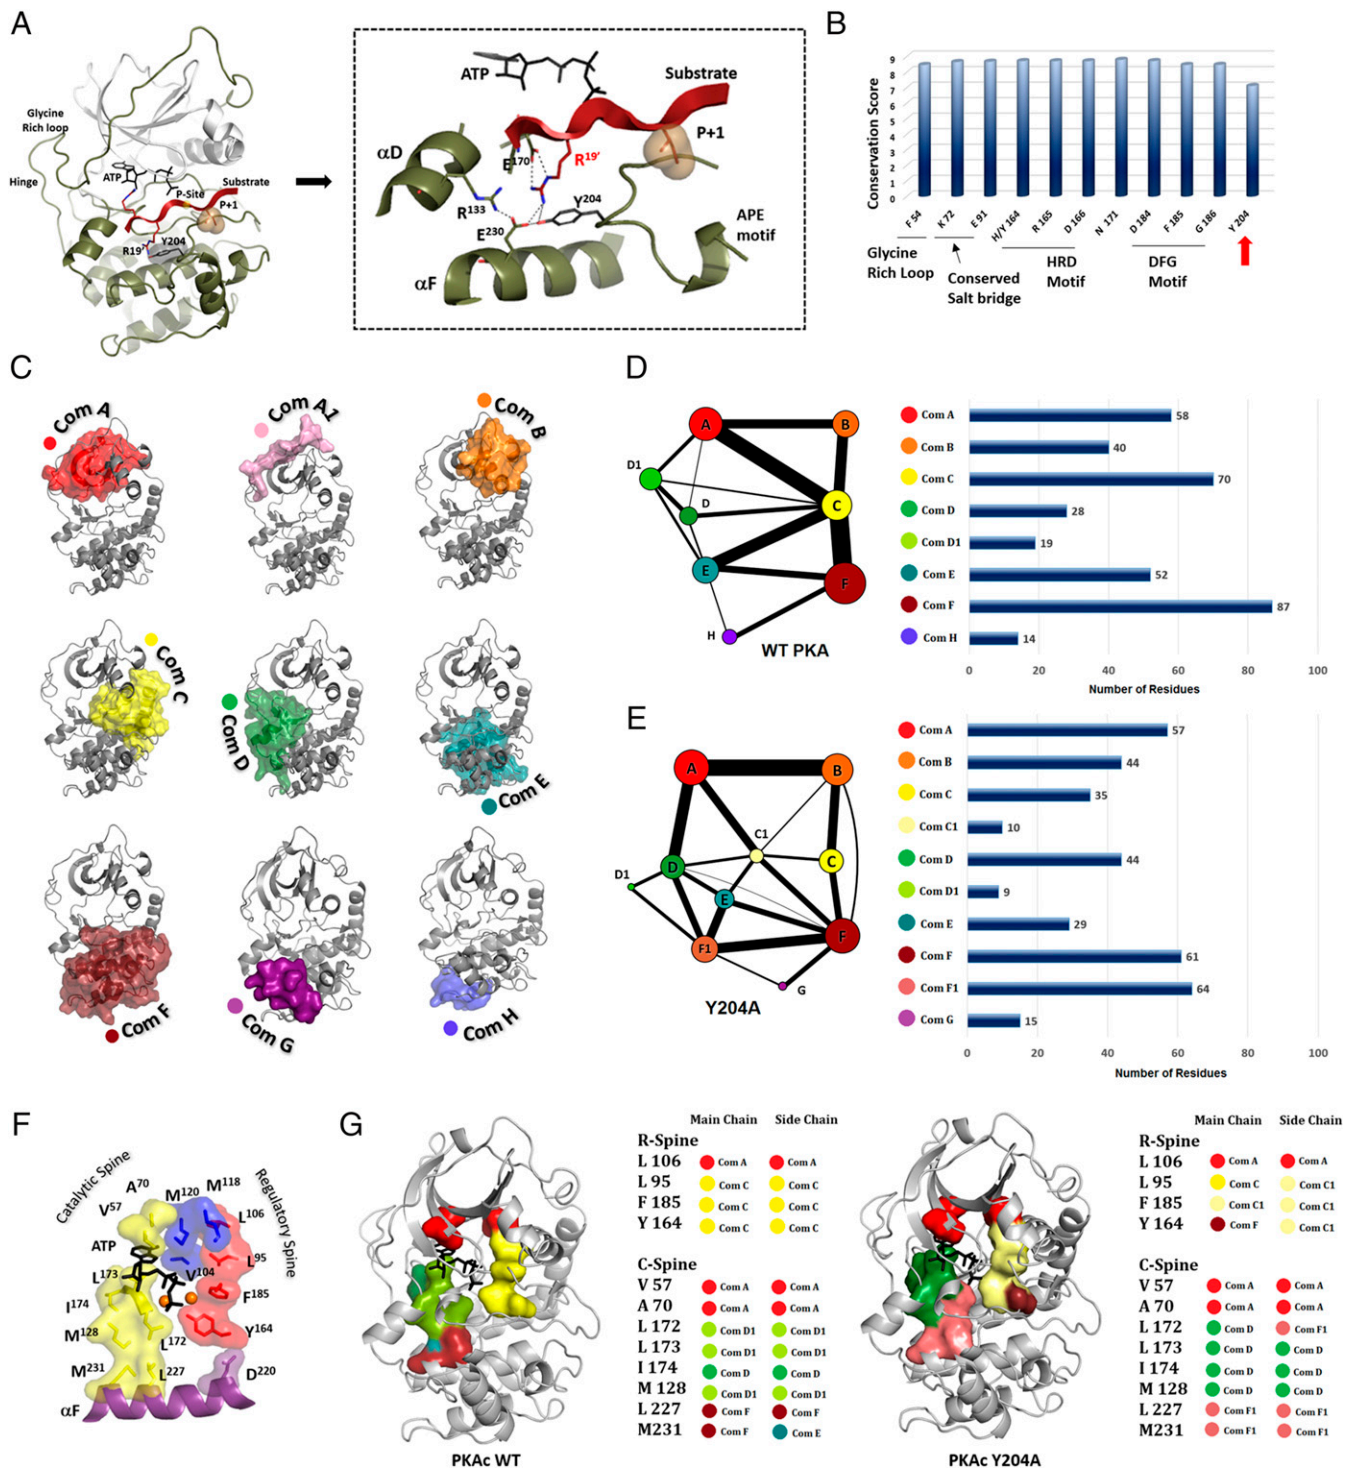 A
Glycine
Rich loop
Hinge
ATP
P-Site
Substrate
P+1
R19'
Y204
ATP
Substrate
P+1
αD
E170
R19'
R133
Y204
E230
APE
motif
αF
B
Conservation Score
9
8
7
6
5
4
3
2
1
0
F 54
K 72
E 91
H/Y 164
R 165
D 166
N 171
D 184
F 185
G 186
Y 204
Glycine
Rich Loop
Conserved
Salt bridge
HRD
Motif
DFG
Motif
C
Com A
Com A1
Com B
Com C
Com D
Com E
Com F
Com G
Com H
D
A
B
D1
D
C
E
F
H
WT PKA
Com A 58
Com B 40
Com C 70
Com D 28
Com D1 19
Com E 52
Com F 87
Com H 14
0 20 40 60 80 100
Number of Residues
E
A
B
C1
D
C
D1
E
F1
F
G
Y204A
Com A 57
Com B 44
Com C 35
Com C1 10
Com D 44
Com D1 9
Com E 29
Com F 61
Com F1 64
Com G 15
0 20 40 60 80 100
Number of Residues
F
Catalytic Spine
Regulatory Spine
A70
M120
M118
V57
L106
ATP
L95
L173
V104
I174
F185
M128
Y164
L172
M231
L227
D220
αF
G
PKAc WT
Main Chain Side Chain
R-Spine
L 106 Com A Com A
L 95 Com C Com C
F 185 Com C Com C
Y 164 Com C Com C
C-Spine
V 57 Com A Com A
A 70 Com A Com A
L 172 Com D1 Com D1
L 173 Com D1 Com D1
I 174 Com D Com D
M 128 Com D1 Com D1
L 227 Com F Com F
M231 Com F Com E
PKAc Y204A
Main Chain Side Chain
R-Spine
L 106 Com A Com A
L 95 Com C Com C1
F 185 Com C1 Com C1
Y 164 Com F Com C1
C-Spine
V 57 Com A Com A
A 70 Com A Com A
L 172 Com D Com F1
L 173 Com D Com D
I 174 Com D Com D
M 128 Com D Com D
L 227 Com F1 Com F1
M231 Com F1 Com F1